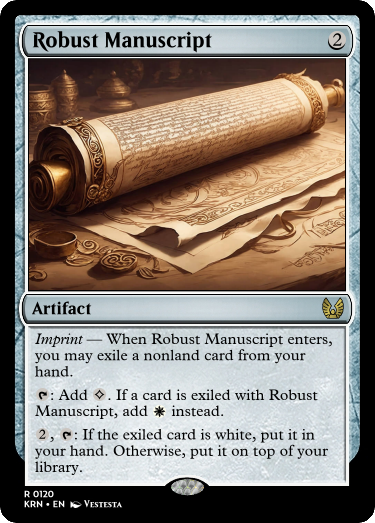 Robust Manuscript 2
Artifact
Imprint — When Robust Manuscript enters,
you may exile a nonland card from your
hand.
: Add . If a card is exiled with Robust
Manuscript, add instead.
2, : If the exiled card is white, put it in
your hand. Otherwise, put it on top of your
library.
R 0120
KRN • EN Vestesta